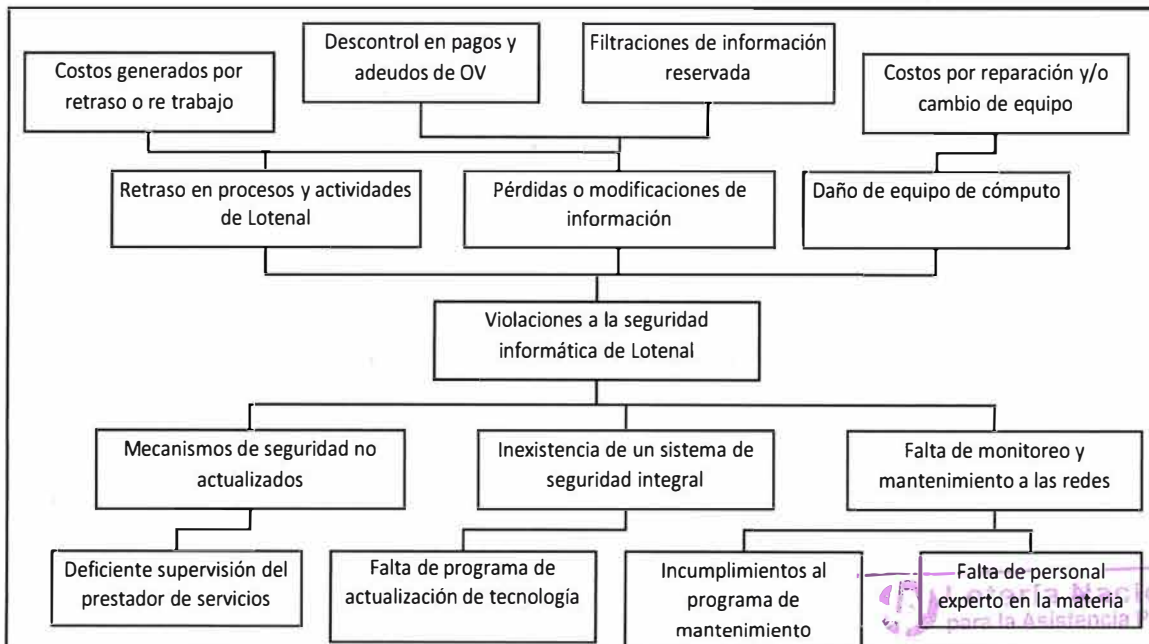 Descontrol en pagos y
adeudos de OV
Filtraciones de información
reservada
Costos generados por
retraso o re trabajo
Costos por reparación y/o
cambio de equipo
Retraso en procesos y actividades
de Lotenal
Pérdidas o modificaciones de
información
Daño de equipo de cómputo
Violaciones a la seguridad
informática de Lotenal
Mecanismos de seguridad no
actualizados
Inexistencia de un sistema de
seguridad integral
Falta de monitoreo y
mantenimiento a las redes
Deficiente supervisión del
prestador de servicios
Falta de programa de
actualización de tecnología
Incumplimientos al
programa de
mantenimiento
Falta de personal
experto en la materia
Lotería Nacio
para la Asistencia P